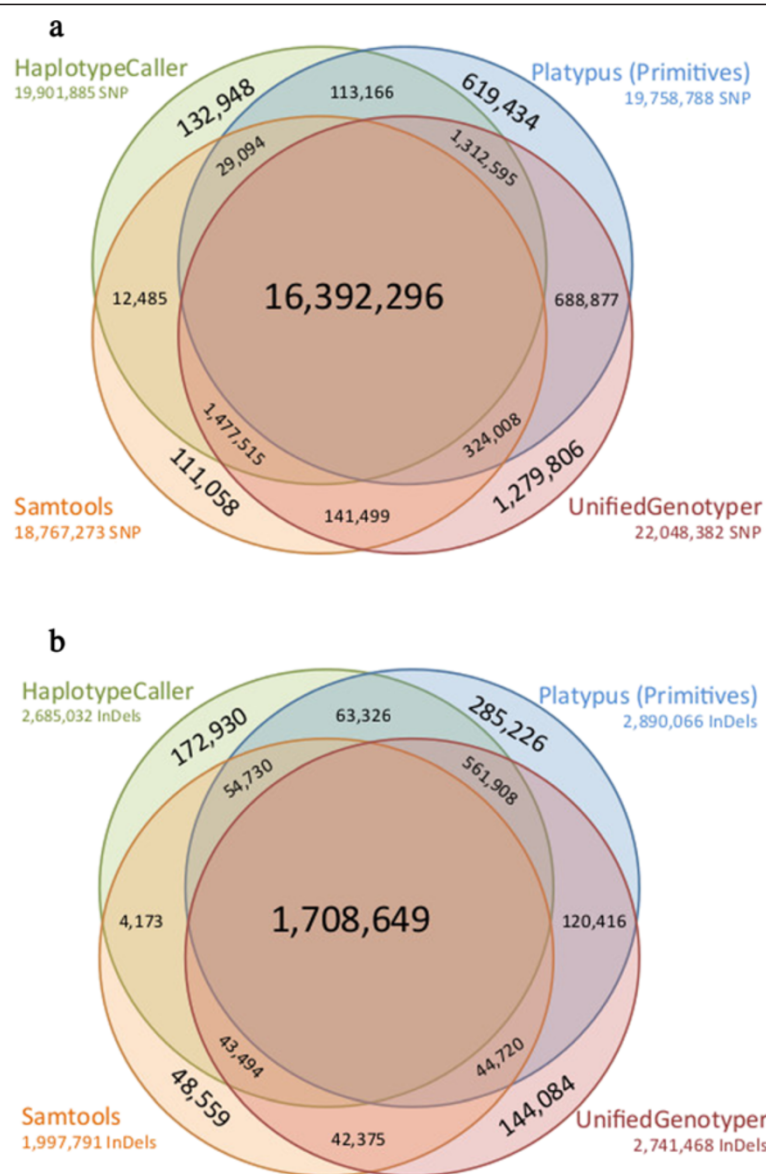 a
HaplotypeCaller
19,901,885 SNP
Platypus (Primitives)
19,758,788 SNP
132,948
113,166
619,434
29,094
1,312,595
12,485
16,392,296
688,877
1,477,515
324,008
111,058
141,499
1,279,806
Samtools
18,767,273 SNP
UnifiedGenotyper
22,048,382 SNP
b
HaplotypeCaller
2,685,032 InDels
Platypus (Primitives)
2,890,066 InDels
172,930
63,326
285,226
54,730
561,908
4,173
1,708,649
120,416
43,494
44,720
48,559
42,375
144,084
Samtools
1,997,791 InDels
UnifiedGenotyper
2,741,468 InDels